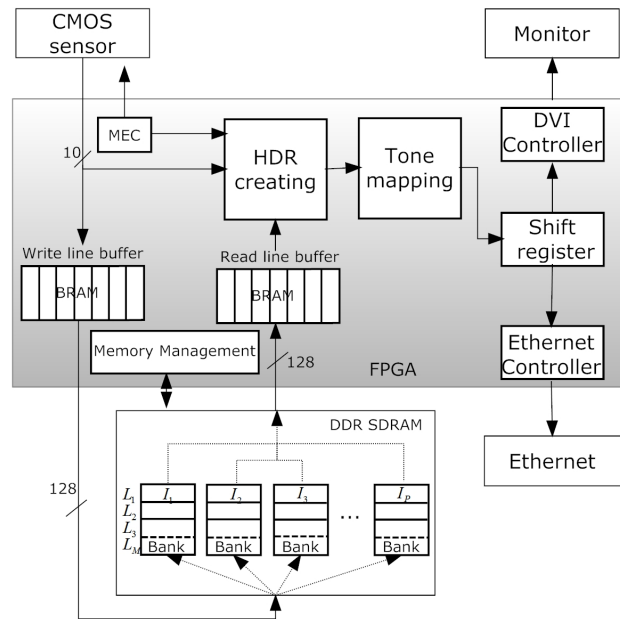 CMOS
sensor
Monitor
MEC
10
HDR
creating
Tone
mapping
DVI
Controller
Shift
register
Write line buffer
BRAM
Read line buffer
BRAM
Memory Management
128
FPGA
Ethernet
Controller
Ethernet
DDR SDRAM
128
L1 I1 I2 I3 ... IP
L2
L3
LM Bank Bank Bank Bank